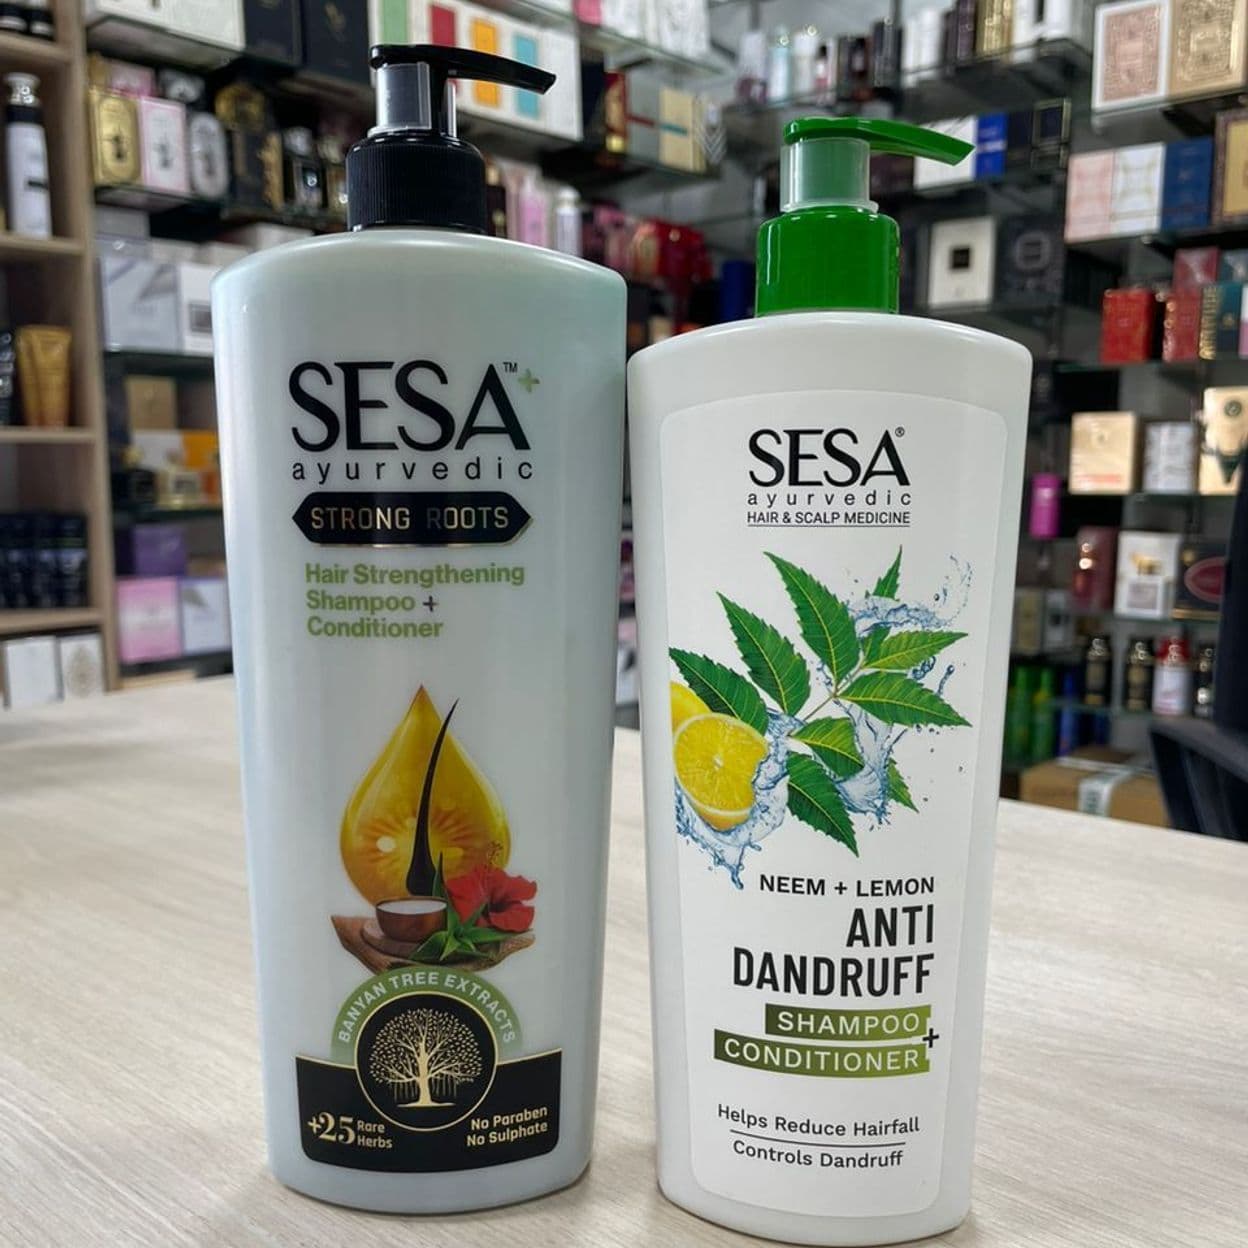 SESA™+
ayurvedic
STRONG ROOTS
Hair Strengthening
Shampoo +
Conditioner
BANYAN TREE EXTRACTS
+25 Rare
Herbs
No Paraben
No Sulphate
SESA®
ayurvedic
HAIR & SCALP MEDICINE
NEEM + LEMON
ANTI
DANDRUFF
SHAMPOO
+
CONDITIONER
Helps Reduce Hairfall
Controls Dandruff